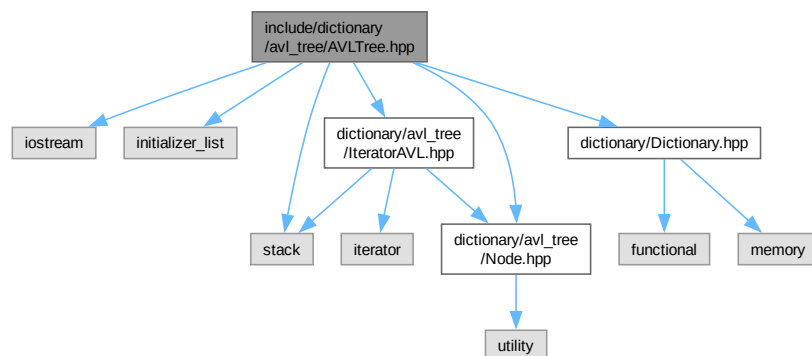 include/dictionary
/avl_tree/AVLTree.hpp
iostream
initializer_list
dictionary/avl_tree
/IteratorAVL.hpp
dictionary/Dictionary.hpp
stack
iterator
dictionary/avl_tree
/Node.hpp
functional
memory
utility